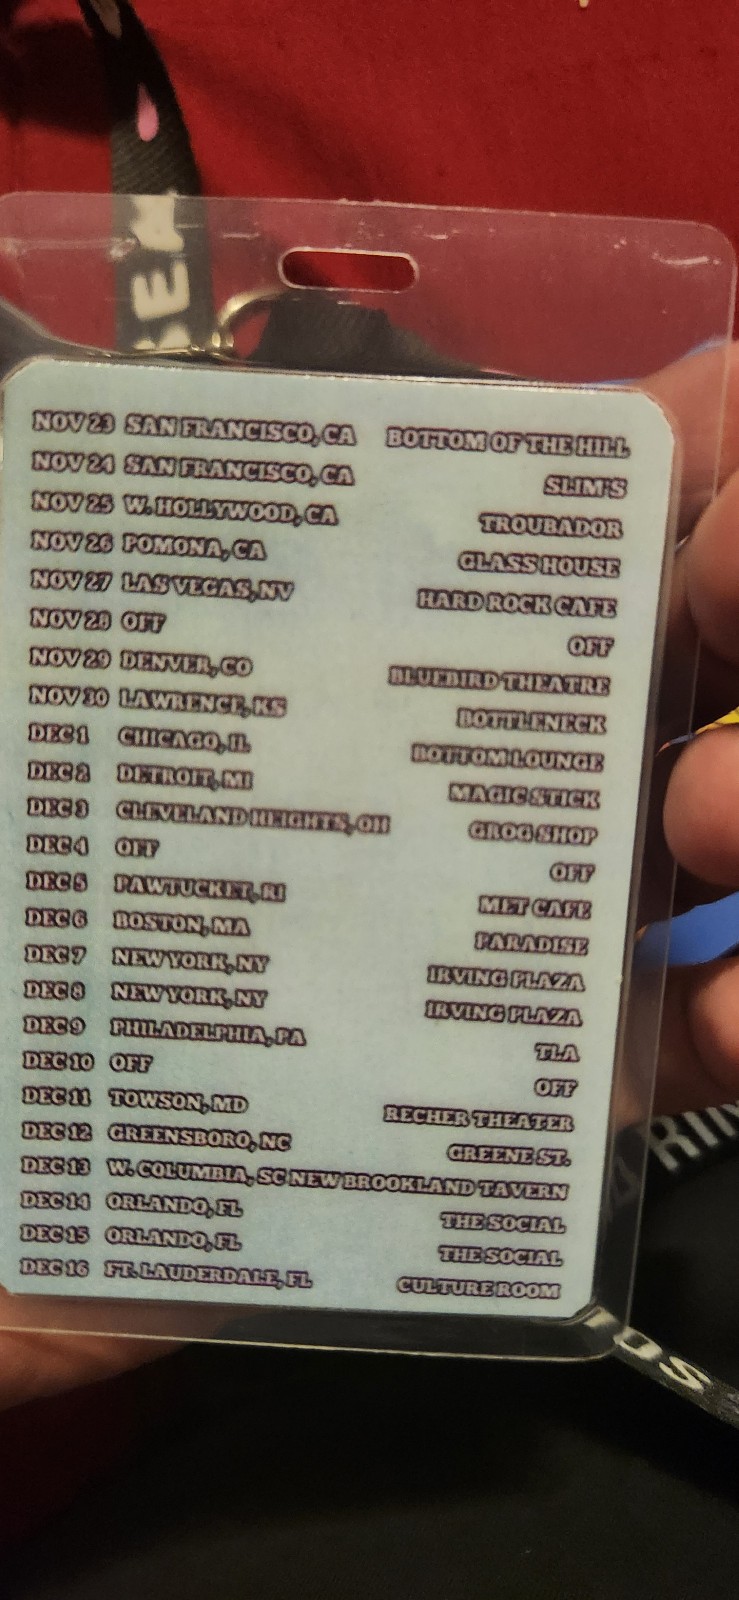 SEA
NOV 23 SAN FRANCISCO, CA BOTTOM OF THE HILL
NOV 24 SAN FRANCISCO, CA SLIM'S
NOV 25 W. HOLLYWOOD, CA TROUBADOR
NOV 26 POMONA, CA GLASS HOUSE
NOV 27 LAS VEGAS, NV HARD ROCK CAFE
NOV 28 OFF OFF
NOV 29 DENVER, CO BLUEBIRD THEATRE
NOV 30 LAWRENCE, KS BOTTLENECK
DEC 1 CHICAGO, IL BOTTOM LOUNGE
DEC 2 DETROIT, MI MAGIC STICK
DEC 3 CLEVELAND HEIGHTS, OH GROG SHOP
DEC 4 OFF OFF
DEC 5 PAWTUCKET, RI MET CAFE
DEC 6 BOSTON, MA PARADISE
DEC 7 NEW YORK, NY IRVING PLAZA
DEC 8 NEW YORK, NY IRVING PLAZA
DEC 9 PHILADELPHIA, PA TLA
DEC 10 OFF OFF
DEC 11 TOWSON, MD RECHER THEATER
DEC 12 GREENSBORO, NC GREENE ST.
DEC 13 W. COLUMBIA, SC NEW BROOKLAND TAVERN
DEC 14 ORLANDO, FL THE SOCIAL
DEC 15 ORLANDO, FL THE SOCIAL
DEC 16 FT. LAUDERDALE, FL CULTURE ROOM